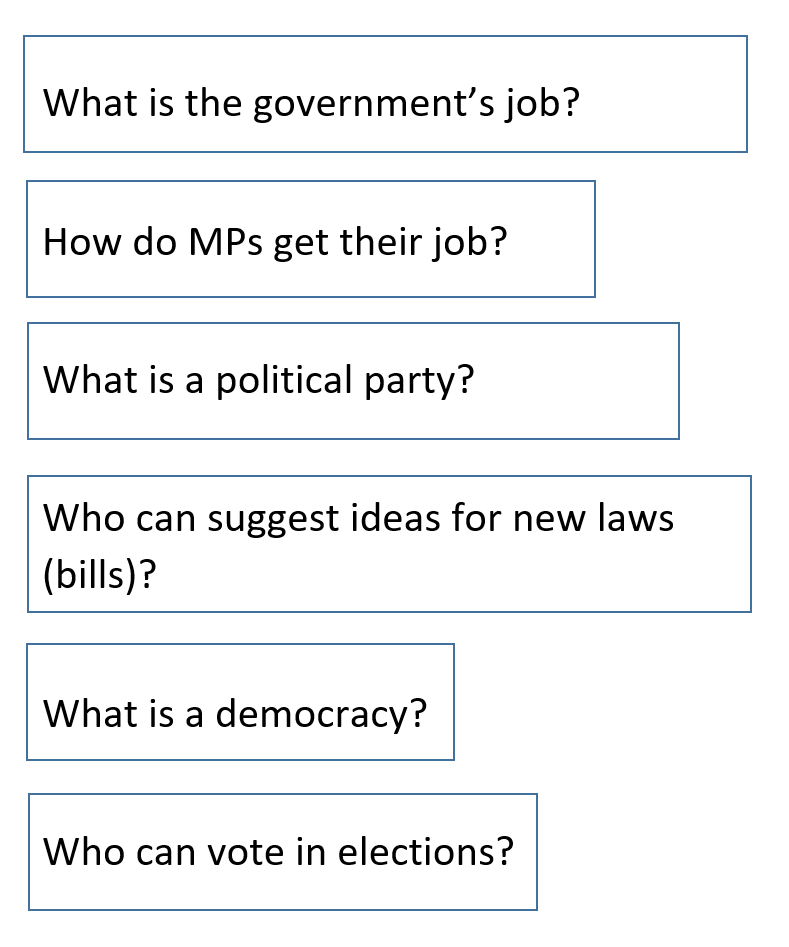 What is the government’s job?
How do MPs get their job?
What is a political party?
Who can suggest ideas for new laws
(bills)?
What is a democracy?
Who can vote in elections?